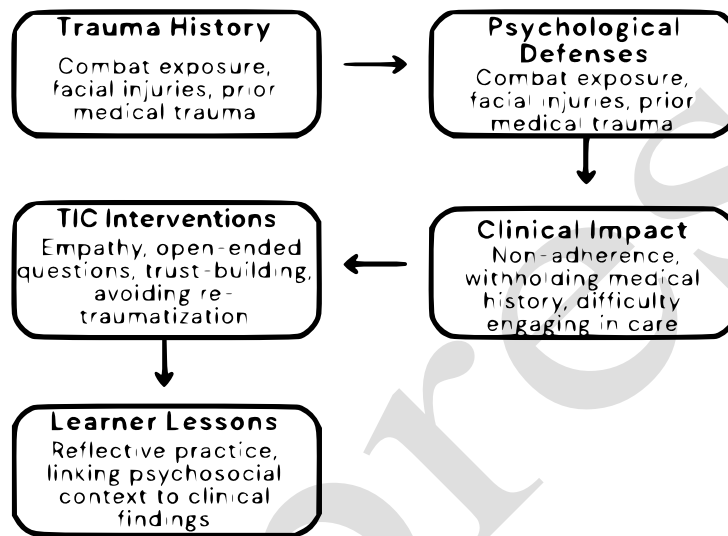 Trauma History
Combat exposure,
facial injuries, prior
medical trauma
Psychological
Defenses
Combat exposure,
facial injuries, prior
medical trauma
Clinical Impact
Non-adherence,
withholding medical
history, difficulty
engaging in care
TIC Interventions
Empathy, open-ended
questions, trust-building,
avoiding re-
traumatization
Learner Lessons
Reflective practice,
linking psychosocial
context to clinical
findings